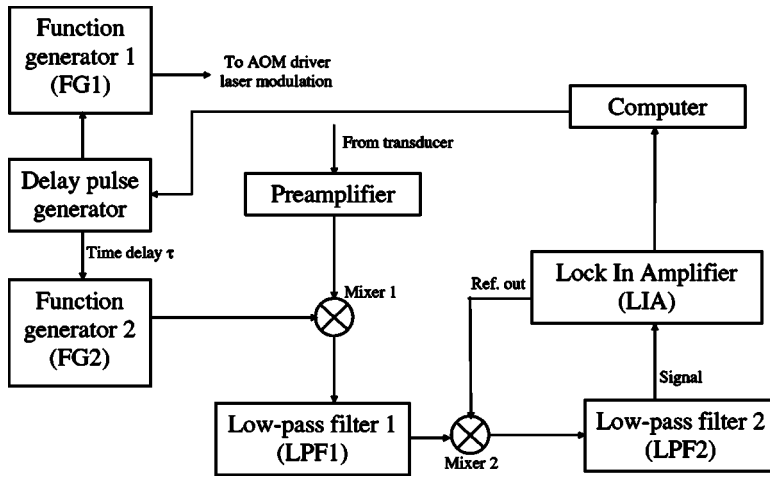 Function
generator 1
(FG1)
To AOM driver
laser modulation
Computer
From transducer
Delay pulse
generator
Preamplifier
Time delay τ
Function
generator 2
(FG2)
Mixer 1
Ref. out
Lock In Amplifier
(LIA)
Signal
Low-pass filter 1
(LPF1)
Mixer 2
Low-pass filter 2
(LPF2)